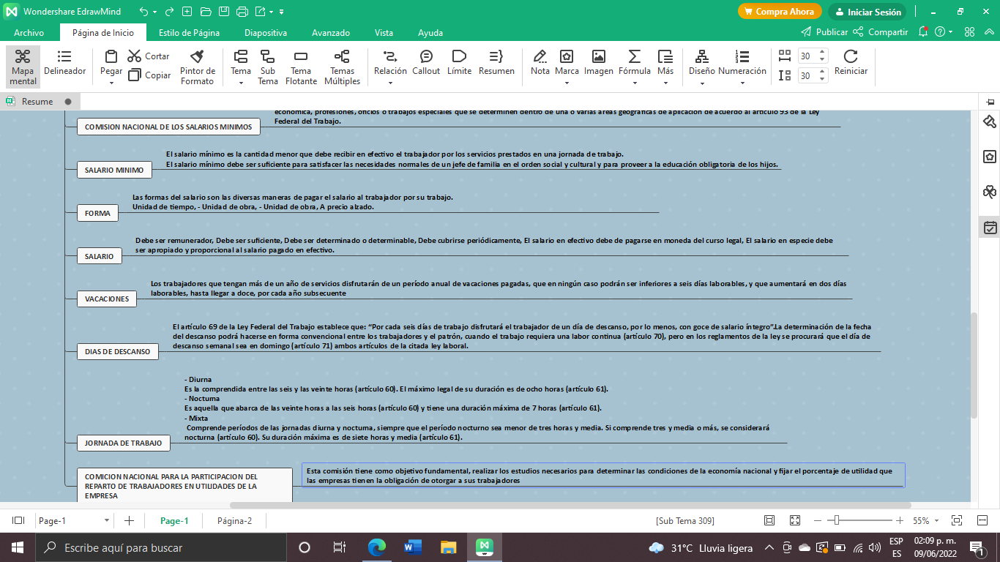 Wondershare EdrawMind
Compra Ahora
Iniciar Sesión
Archivo
Página de Inicio
Estilo de Página
Diapositiva
Avanzado
Vista
Ayuda
Publicar
Compartir
Mapa mental
Delineador
Pegar
Cortar
Copiar
Pintor de Formato
Tema
Sub Tema
Tema Flotante
Temas Múltiples
Relación
Callout
Límite
Resumen
Nota
Marca
Imagen
Fórmula
Más
Diseño
Numeración
30
30
Reiniciar
Resume
económica, profesiones, oficios o trabajos especiales que se determinen dentro de una o varias áreas geográficas de aplicación de acuerdo al artículo 93 de la Ley
Federal del Trabajo.
COMISION NACIONAL DE LOS SALARIOS MINIMOS
El salario mínimo es la cantidad menor que debe recibir en efectivo el trabajador por los servicios prestados en una jornada de trabajo.
El salario mínimo debe ser suficiente para satisfacer las necesidades normales de un jefe de familia en el orden social y cultural y para proveer a la educación obligatoria de los hijos.
SALARIO MINIMO
Las formas del salario son las diversas maneras de pagar el salario al trabajador por su trabajo.
Unidad de tiempo, - Unidad de obra, - Unidad de obra, A precio alzado.
FORMA
Debe ser remunerador, Debe ser suficiente, Debe ser determinado o determinable, Debe cubrirse periódicamente, El salario en efectivo debe de pagarse en moneda del curso legal, El salario en especie debe
ser apropiado y proporcional al salario pagado en efectivo.
SALARIO
Los trabajadores que tengan más de un año de servicios disfrutarán de un período anual de vacaciones pagadas, que en ningún caso podrán ser inferiores a seis días laborables, y que aumentará en dos días
laborables, hasta llegar a doce, por cada año subsecuente
VACACIONES
El artículo 69 de la Ley Federal del Trabajo establece que: “Por cada seis días de trabajo disfrutará el trabajador de un día de descanso, por lo menos, con goce de salario íntegro”.La determinación de la fecha
del descanso podrá hacerse en forma convencional entre los trabajadores y el patrón, cuando el trabajo requiera una labor continua (artículo 70), pero en los reglamentos de la ley se procurará que el día de
descanso semanal sea en domingo (artículo 71) ambos artículos de la citada ley laboral.
DIAS DE DESCANSO
- Diurna
Es la comprendida entre las seis y las veinte horas (artículo 60). El máximo legal de su duración es de ocho horas (artículo 61).
- Nocturna
Es aquella que abarca de las veinte horas a las seis horas (artículo 60) y tiene una duración máxima de 7 horas (artículo 61).
- Mixta
Comprende períodos de las jornadas diurna y nocturna, siempre que el período nocturno sea menor de tres horas y media. Si comprende tres y media o más, se considerará
nocturna (artículo 60). Su duración máxima es de siete horas y media (artículo 61).
JORNADA DE TRABAJO
Esta comisión tiene como objetivo fundamental, realizar los estudios necesarios para determinar las condiciones de la economía nacional y fijar el porcentaje de utilidad que
las empresas tienen la obligación de otorgar a sus trabajadores
COMICION NACIONAL PARA LA PARTICIPACION DEL
REPARTO DE TRABAJADORES EN UTILIDADES DE LA
EMPRESA
Page-1
Page-1
Página-2
[Sub Tema 309]
55%
Escribe aquí para buscar
31°C Lluvia ligera
ESP
ES
02:09 p. m.
09/06/2022
1